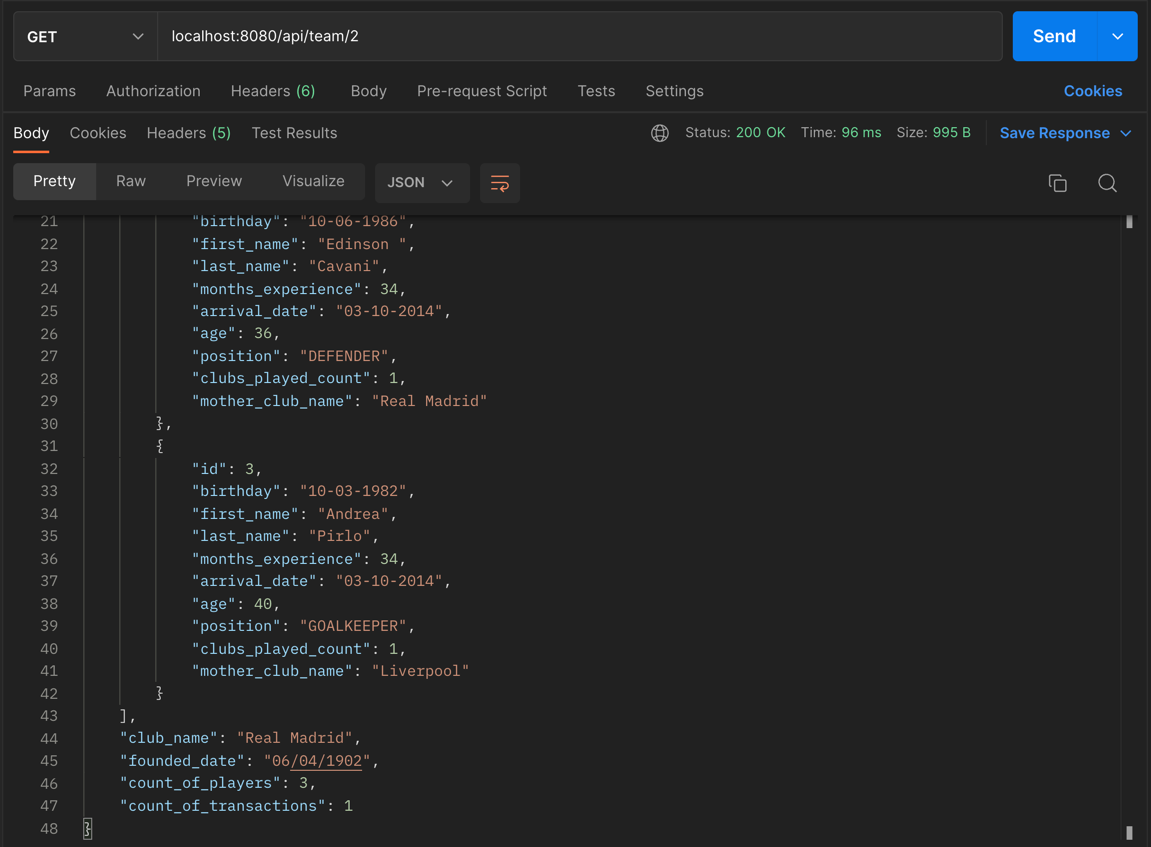 GET localhost:8080/api/team/2 Send
Params Authorization Headers (6) Body Pre-request Script Tests Settings Cookies
Body Cookies Headers (5) Test Results Status: 200 OK Time: 96 ms Size: 995 B Save Response
Pretty Raw Preview Visualize JSON
21 "birthday": "10-06-1986",
22 "first_name": "Edinson ",
23 "last_name": "Cavani",
24 "months_experience": 34,
25 "arrival_date": "03-10-2014",
26 "age": 36,
27 "position": "DEFENDER",
28 "clubs_played_count": 1,
29 "mother_club_name": "Real Madrid"
30 },
31 {
32 "id": 3,
33 "birthday": "10-03-1982",
34 "first_name": "Andrea",
35 "last_name": "Pirlo",
36 "months_experience": 34,
37 "arrival_date": "03-10-2014",
38 "age": 40,
39 "position": "GOALKEEPER",
40 "clubs_played_count": 1,
41 "mother_club_name": "Liverpool"
42 }
43 ],
44 "club_name": "Real Madrid",
45 "founded_date": "06/04/1902",
46 "count_of_players": 3,
47 "count_of_transactions": 1
48 }